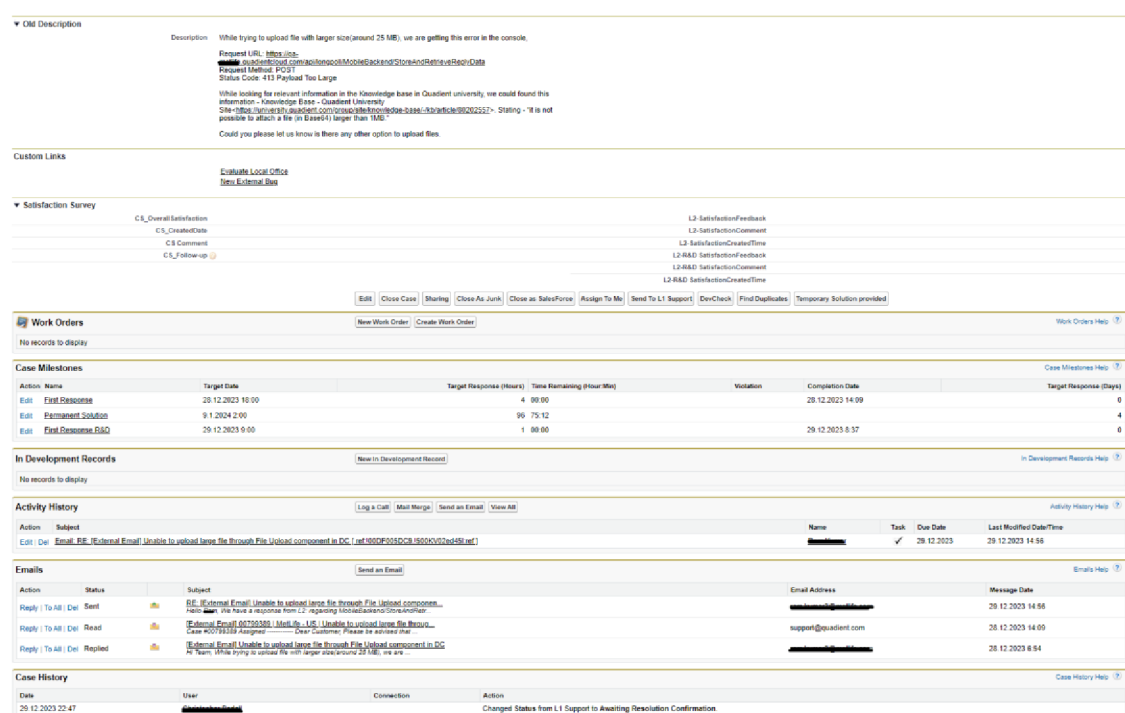 ▼ Old Description
Description While trying to upload file with larger size(around 25 MB), we are getting this error in the console,
Request URL: https://
.quadientcloud.com/api/longpoll/MobileBackend/StoreAndRetrieveReplyData
Request Method: POST
Status Code: 413 Payload Too Large
While looking for relevant information in the Knowledge base in Quadient university, we could found this
information - Knowledge Base - Quadient University
Site<https://university.quadient.com/group/site/knowledge-base/-/kb/article/89202557>. Stating - "it is not
possible to attach a file (in Base64) larger than 1MB."
Could you please let us know is there any other option to upload files.
Custom Links
Evaluate Local Office
New External Bug
▼ Satisfaction Survey
CS_OverallSatisfaction L2-SatisfactionFeedback
CS_CreatedDate L2-SatisfactionComment
CS Comment L2-SatisfactionCreatedTime
CS_Follow-up L2-R&D SatisfactionFeedback
L2-R&D SatisfactionComment
L2-R&D SatisfactionCreatedTime
Edit Close Case Sharing Close As Junk Close as SalesForce Assign To Me Send To L1 Support DevCheck Find Duplicates Temporary Solution provided
Work Orders New Work Order Create Work Order Work Orders Help ?
No records to display
Case Milestones Case Milestones Help ?
Action Name Target Date Target Response (Hours) Time Remaining (Hour:Min) Violation Completion Date Target Response (Days)
Edit First Response 28.12.2023 18:00 4 00:00 28.12.2023 14:09 0
Edit Permanent Solution 9.1.2024 2:00 96 75:12 4
Edit First Response R&D 29.12.2023 9:00 1 00:00 29.12.2023 8:37 0
In Development Records New In Development Record In Development Records Help ?
No records to display
Activity History Log a Call Mail Merge Send an Email View All Activity History Help ?
Action Subject Name Task Due Date Last Modified Date/Time
Edit | Del Email: RE: [External Email] Unable to upload large file through File Upload component in DC [ ref:!00DF005DC9.!500KV02ed45l:ref ] ✓ 29.12.2023 29.12.2023 14:56
Emails Send an Email Emails Help ?
Action Status Subject Email Address Message Date
Reply | To All | Del Sent RE: [External Email] Unable to upload large file through File Upload componen... 29.12.2023 14:56
Hello , We have a response from L2: regarding MobileBackend/StoreAndRetr...
Reply | To All | Del Read [External Email] 00799389 | MetLife - US | Unable to upload large file throug... support@quadient.com 28.12.2023 14:09
Case #00799389 Assigned ------------ Dear Customer, Please be advised that ...
Reply | To All | Del Replied [External Email] Unable to upload large file through File Upload component in DC 28.12.2023 6:54
Hi Team, While trying to upload file with larger size(around 25 MB), we are ...
Case History Case History Help ?
Date User Connection Action
29.12.2023 22:47 Changed Status from L1 Support to Awaiting Resolution Confirmation.